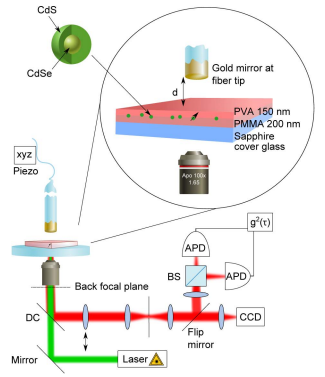 CdS
CdSe
Gold mirror at
fiber tip
d
PVA 150 nm
PMMA 200 nm
Sapphire
cover glass
Apo 100x
1.65
xyz
Piezo
Back focal plane
DC
Mirror
Laser
g²(τ)
APD
BS
APD
CCD
Flip
mirror